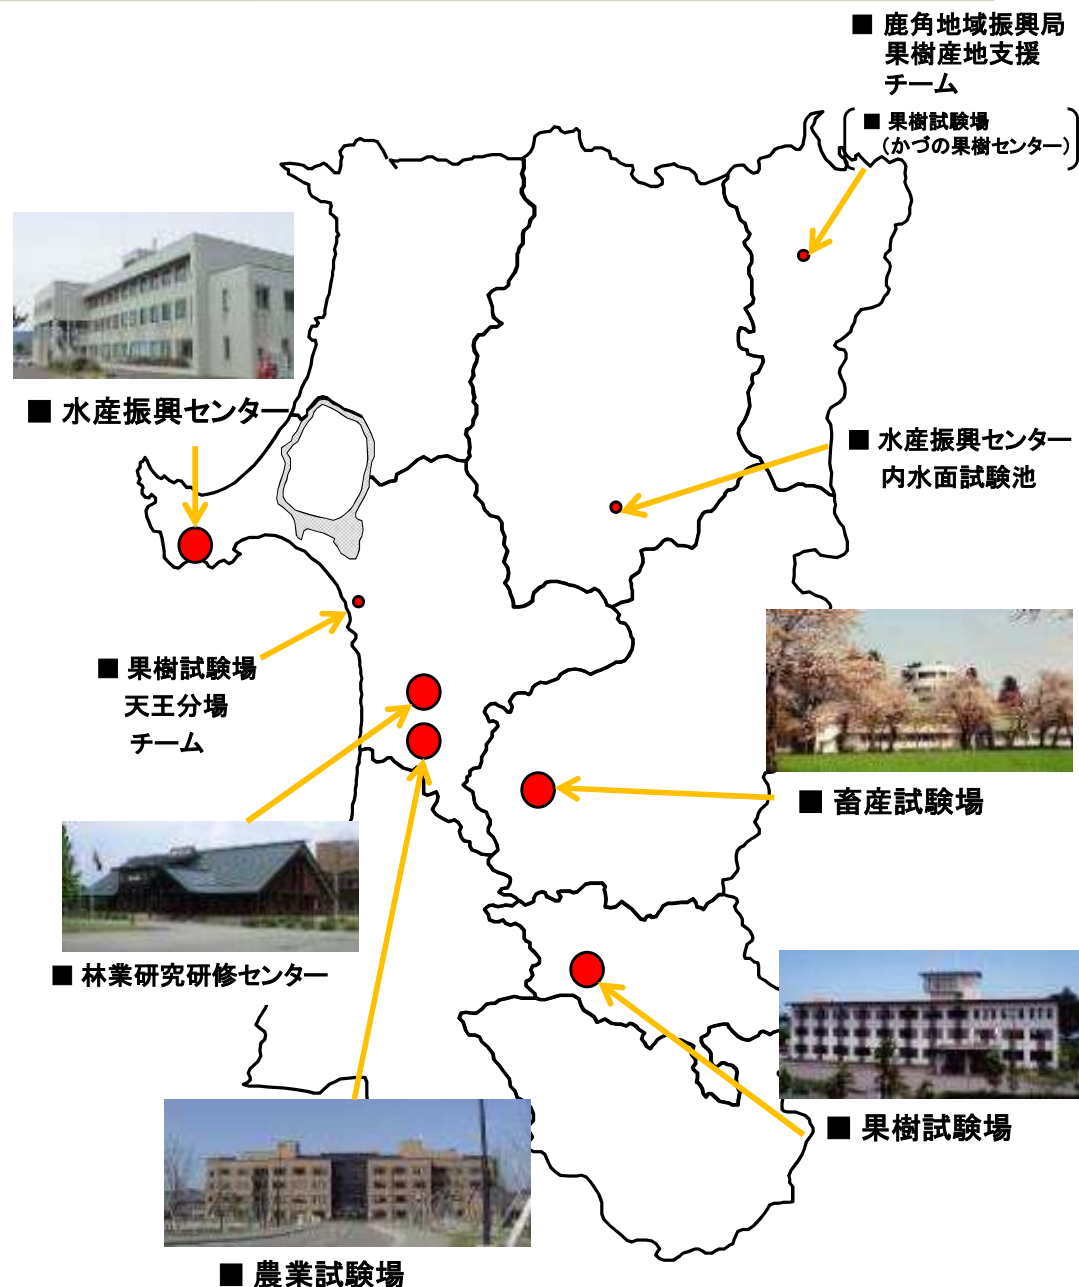 ■ 鹿角地域振興局
果樹産地支援
チーム
■ 果樹試験場
（かづの果樹センター）
■ 水産振興センター
■ 水産振興センター
内水面試験池
■ 果樹試験場
天王分場
チーム
■ 畜産試験場
■ 林業研究研修センター
■ 果樹試験場
■ 農業試験場